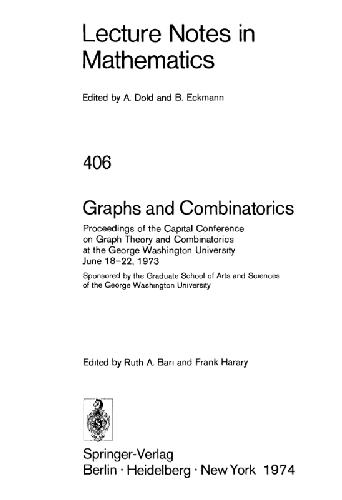 Lecture Notes in
Mathematics
Edited by A. Dold and B. Eckmann
406
Graphs and Combinatorics
Proceedings of the Capital Conference
on Graph Theory and Combinatorics
at the George Washington University
June 18–22, 1973
Sponsored by the Graduate School of Arts and Sciences
of the George Washington University
Edited by Ruth A. Bari and Frank Harary
Springer-Verlag
Berlin · Heidelberg · New York 1974